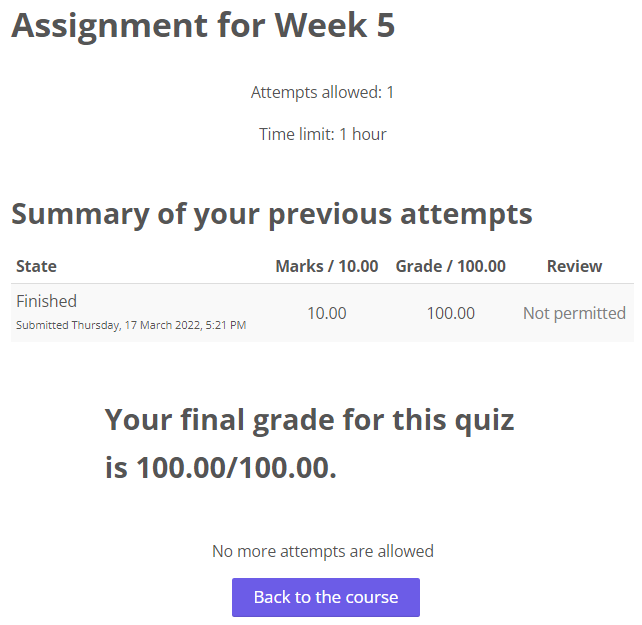 Assignment for Week 5
Attempts allowed: 1
Time limit: 1 hour
Summary of your previous attempts
State Marks / 10.00 Grade / 100.00 Review
Finished
Submitted Thursday, 17 March 2022, 5:21 PM
10.00 100.00 Not permitted
Your final grade for this quiz
is 100.00/100.00.
No more attempts are allowed
Back to the course